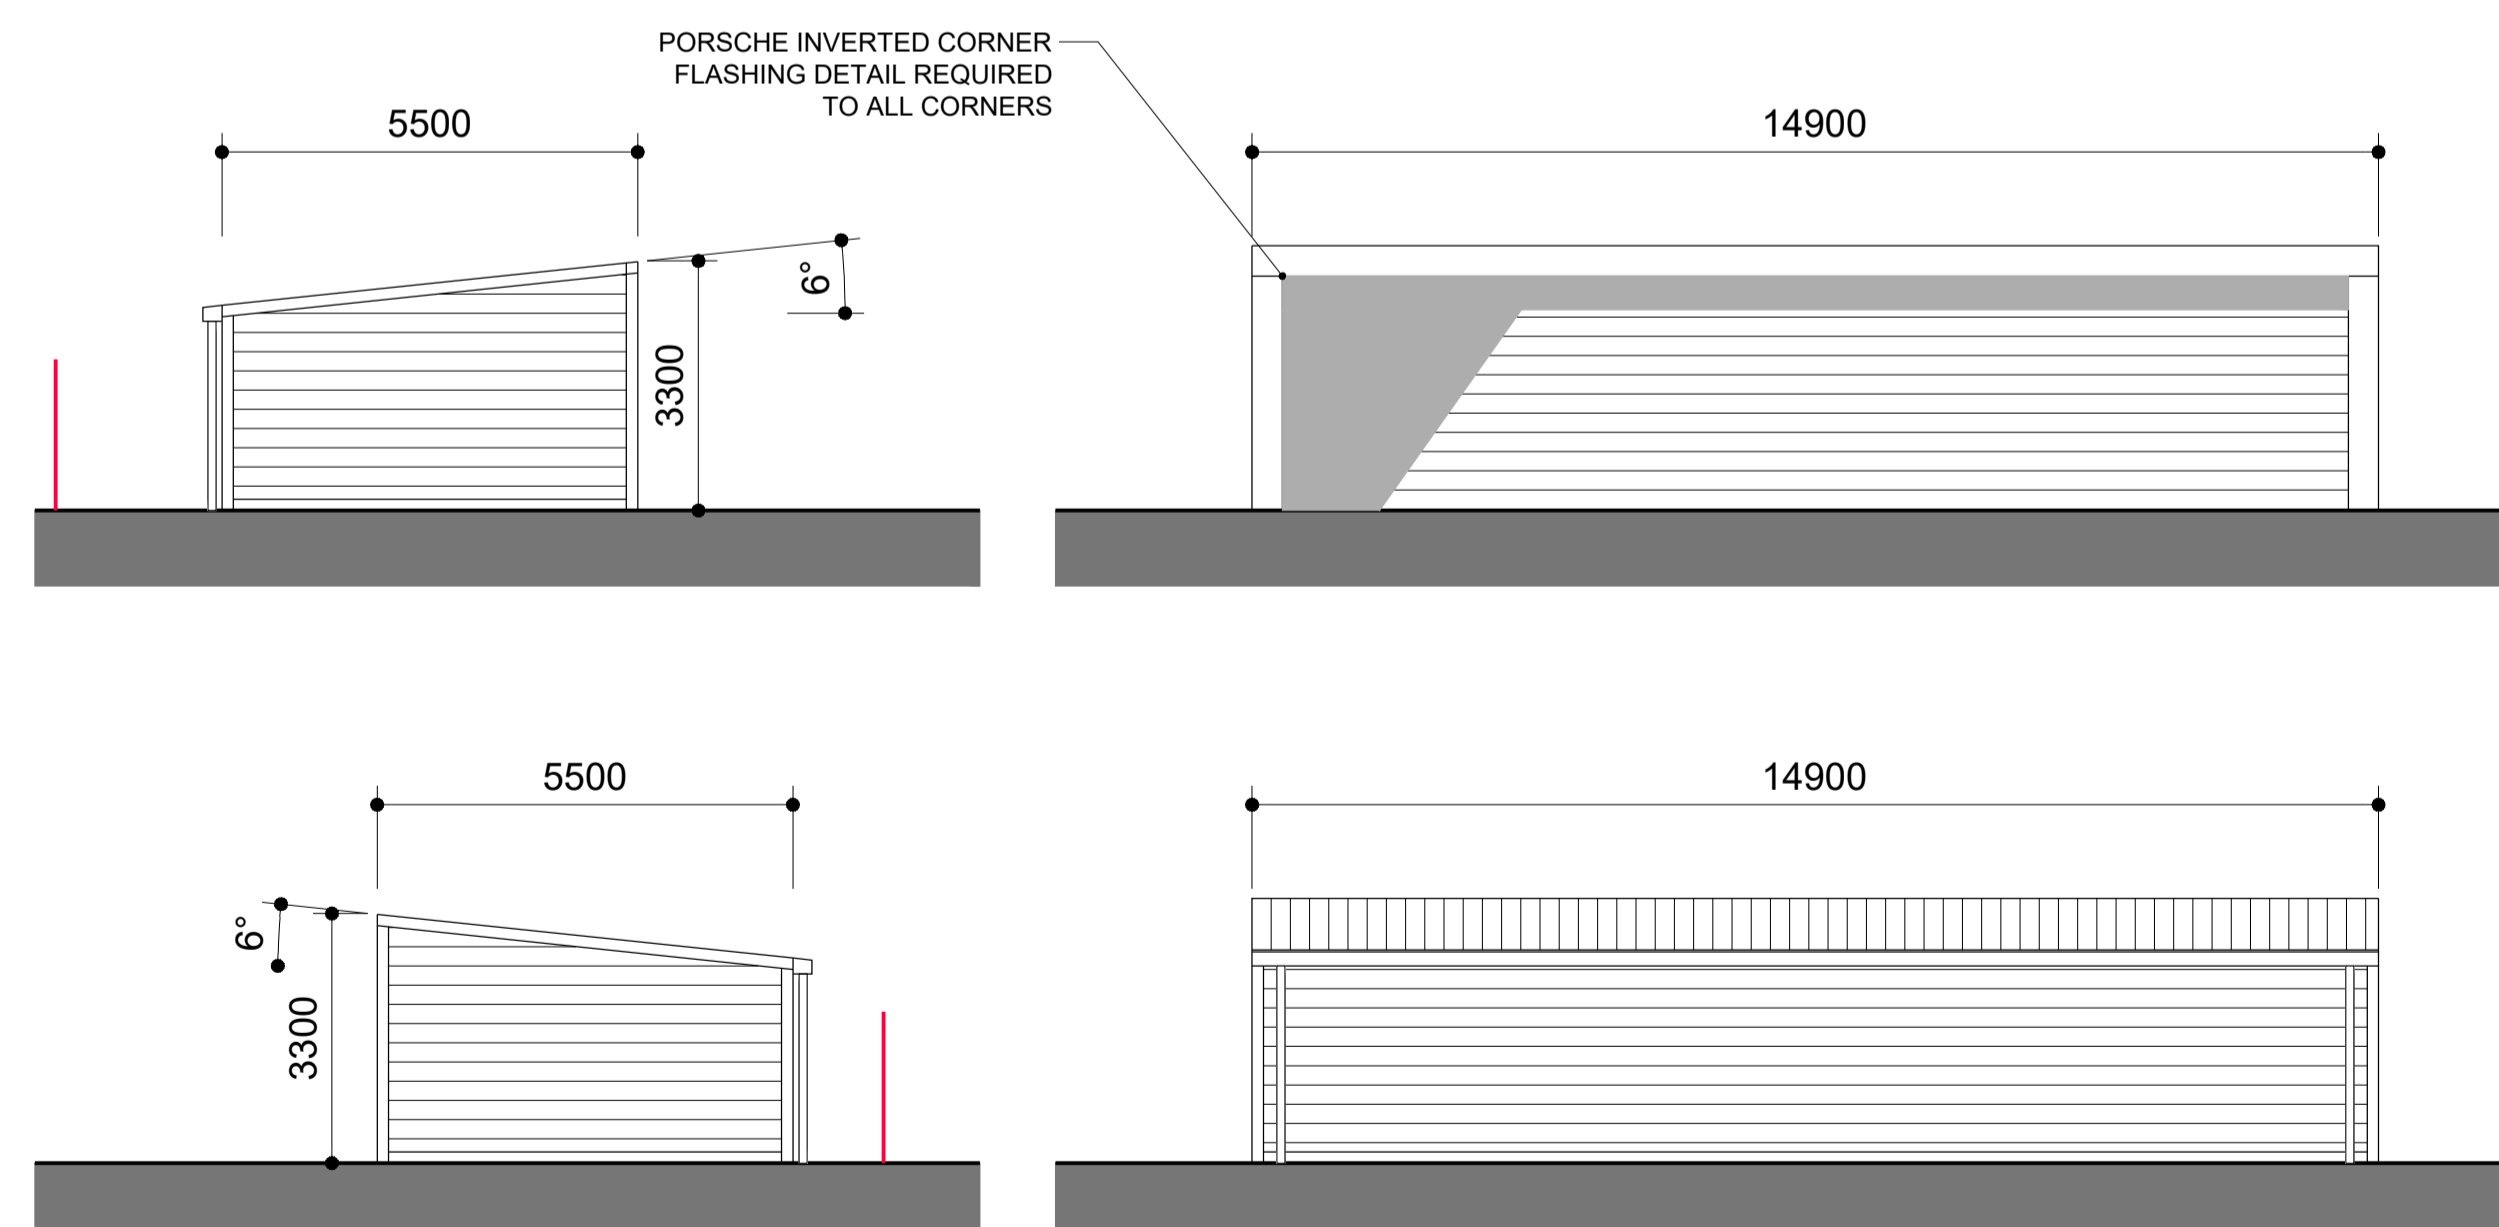 PORSCHE INVERTED CORNER
FLASHING DETAIL REQUIRED
TO ALL CORNERS
5500
14900
6°
3300
5500
14900
6°
3300